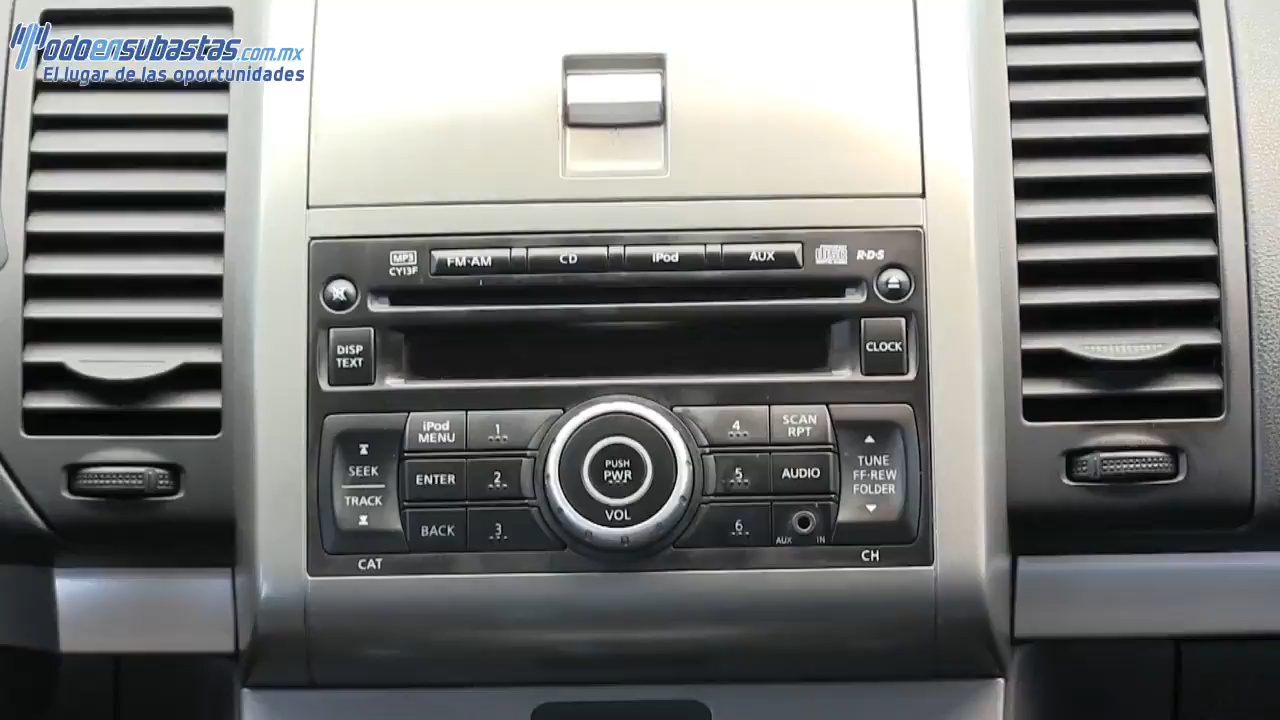 Todoensubastas.com.mx
El lugar de las oportunidades
MP3
CY13F
FM·AM
CD
iPod
AUX
R·D·S
DISP
TEXT
CLOCK
iPod
MENU
1
4
SCAN
RPT
SEEK
TRACK
ENTER
2
PUSH
PWR
VOL
5
AUDIO
TUNE
FF·REW
FOLDER
BACK
3
6
AUX IN
CAT
CH